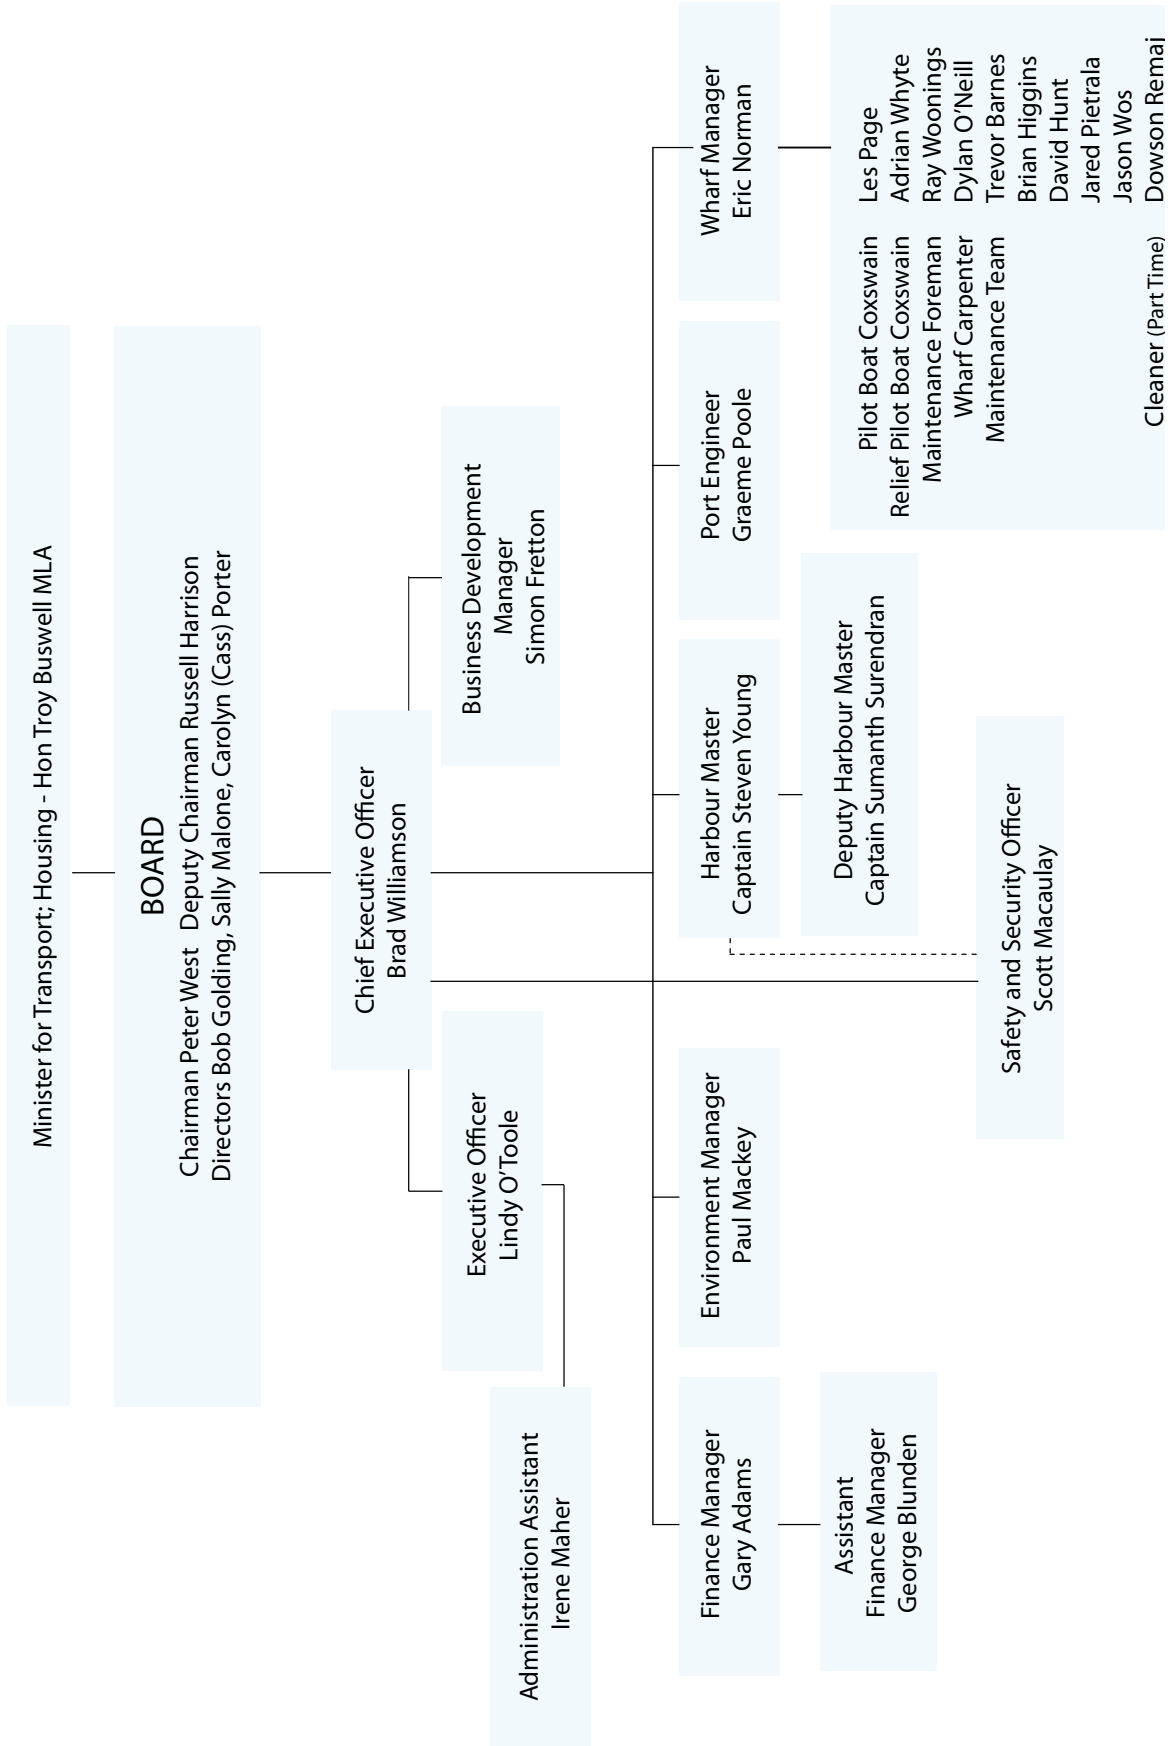 Minister for Transport; Housing - Hon Troy Buswell MLA
BOARD
Chairman Peter West  Deputy Chairman Russell Harrison
Directors Bob Golding, Sally Malone, Carolyn (Cass) Porter
Chief Executive Officer
Brad Williamson
Executive Officer
Lindy O'Toole
Business Development
Manager
Simon Fretton
Administration Assistant
Irene Maher
Finance Manager
Gary Adams
Environment Manager
Paul Mackey
Harbour Master
Captain Steven Young
Port Engineer
Graeme Poole
Wharf Manager
Eric Norman
Assistant
Finance Manager
George Blunden
Deputy Harbour Master
Captain Sumanth Surendran
Safety and Security Officer
Scott Macaulay
Pilot Boat Coxswain Les Page
Relief Pilot Boat Coxswain Adrian Whyte
Maintenance Foreman Ray Woonings
Wharf Carpenter Dylan O'Neill
Maintenance Team Trevor Barnes
Brian Higgins
David Hunt
Jared Pietrala
Jason Wos
Cleaner (Part Time) Dowson Remaj